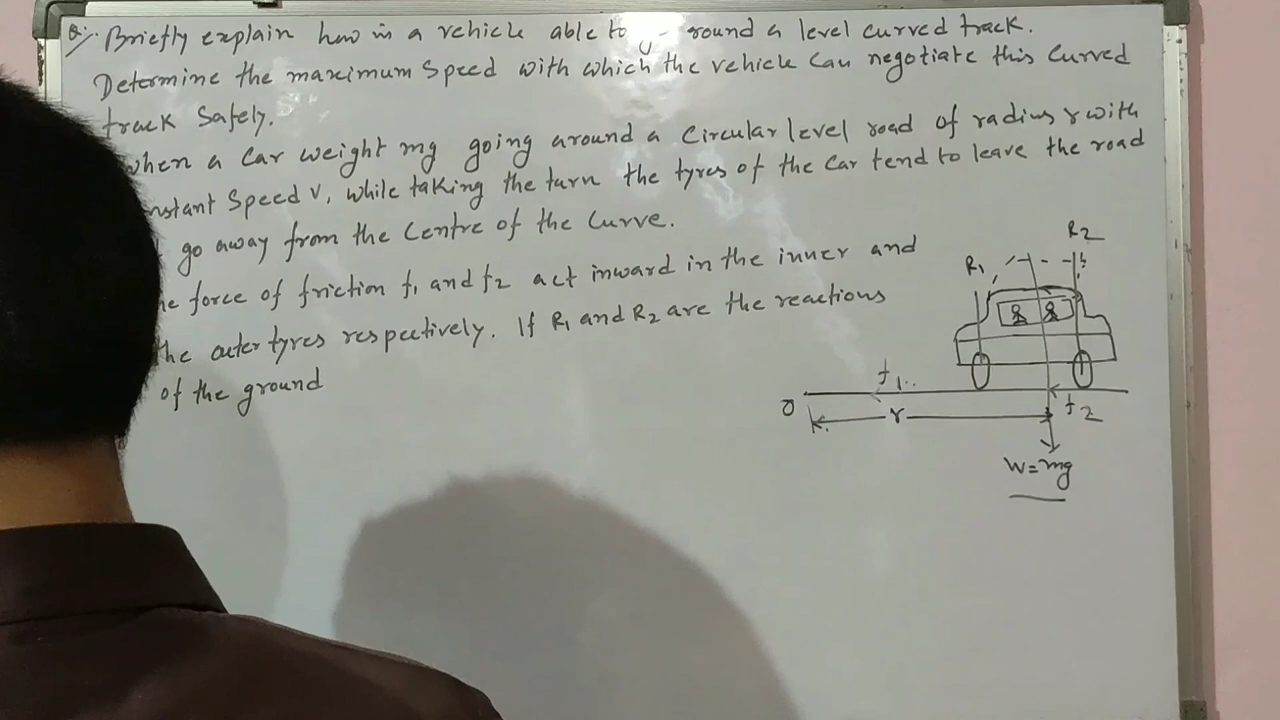 Q. Briefly explain how is a vehicle able to g- round a level curved track.
Determine the maximum Speed with which the vehicle Can negotiate this Curved
track Safely.
when a Car weight mg going around a Circular level road of radius r with
nstant Speed v, while taking the turn the tyres of the Car tend to leave the road
go away from the Centre of the Curve.
e force of friction f1 and f2 act inward in the inner and
the outer tyres respectively. If R1 and R2 are the reactions
of the ground
R2
R1
f1
O
r
f2
W=mg